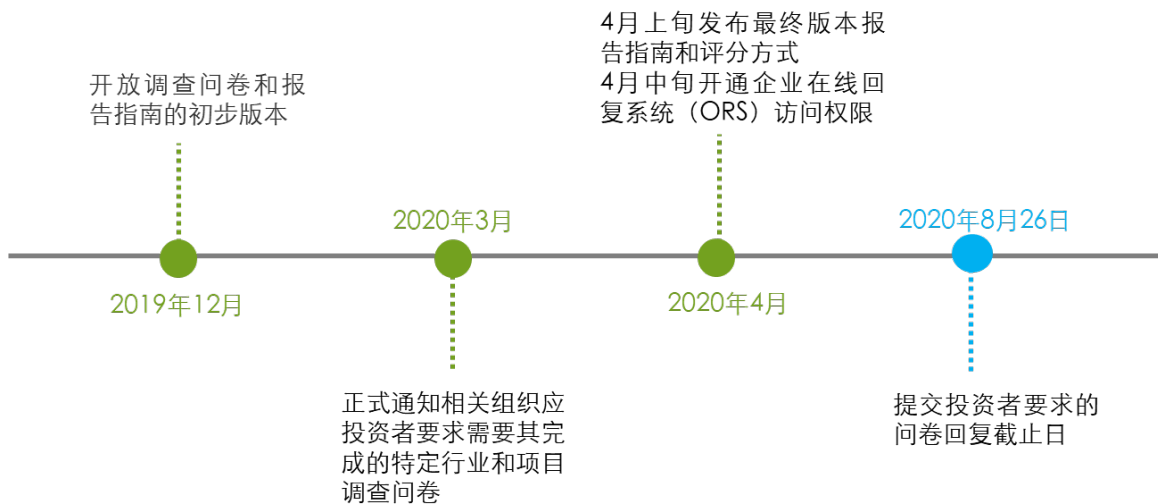 开放调查问卷和报
告指南的初步版本
2019年12月
2020年3月
正式通知相关组织应
投资者要求需要其完
成的特定行业和项目
调查问卷
4月上旬发布最终版本报
告指南和评分方式
4月中旬开通企业在线回
复系统（ORS）访问权限
2020年4月
2020年8月26日
提交投资者要求的
问卷回复截止日